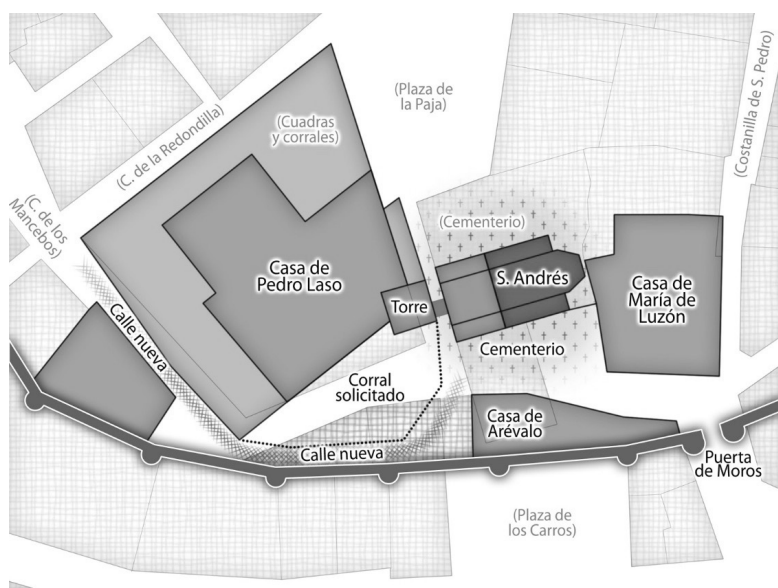 (Plaza de
la Paja)
(Costanilla de S. Pedro)
(Cuadras
y corrales)
(C. de la Redondilla)
(C. de los
Mancebos)
(Cementerio)
Casa de
Pedro Laso
S. Andrés
Casa de
María de
Luzón
Torre
Calle nueva
Cementerio
Corral
solicitado
Casa de
Arévalo
Calle nueva
Puerta
de Moros
(Plaza de
los Carros)